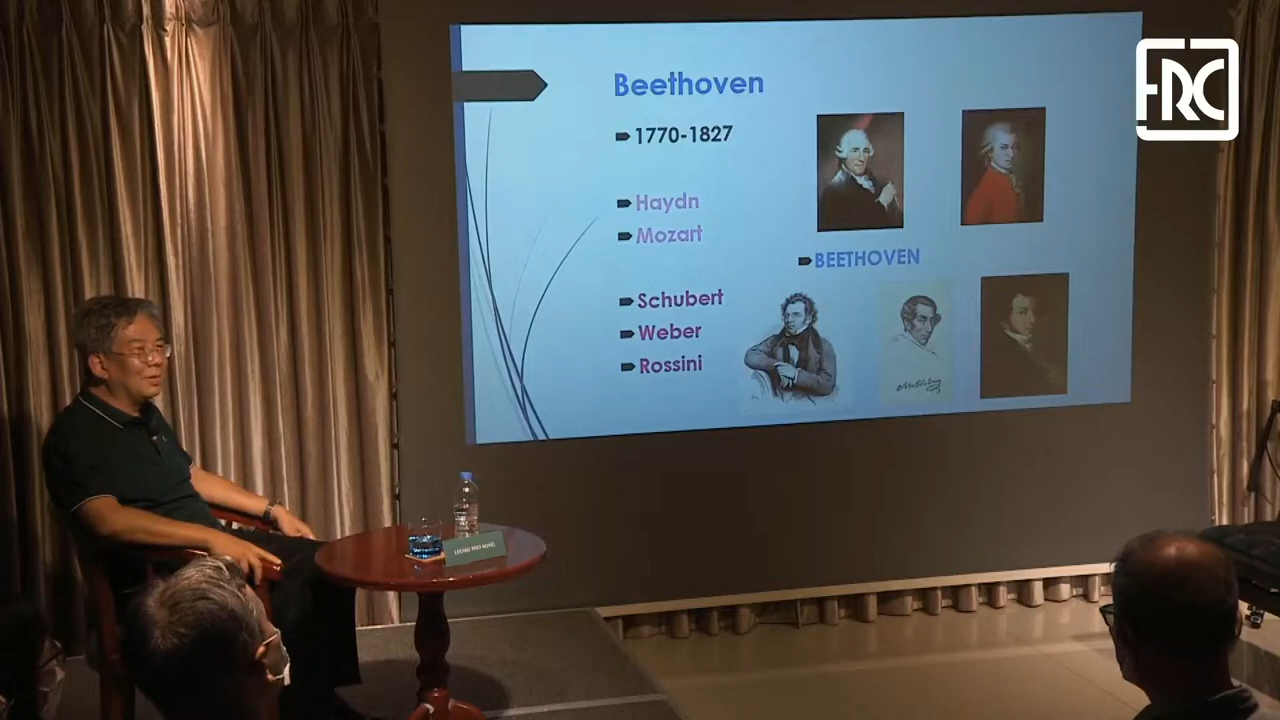 Beethoven
1770-1827
Haydn
Mozart
BEETHOVEN
Schubert
Weber
Rossini
FRC